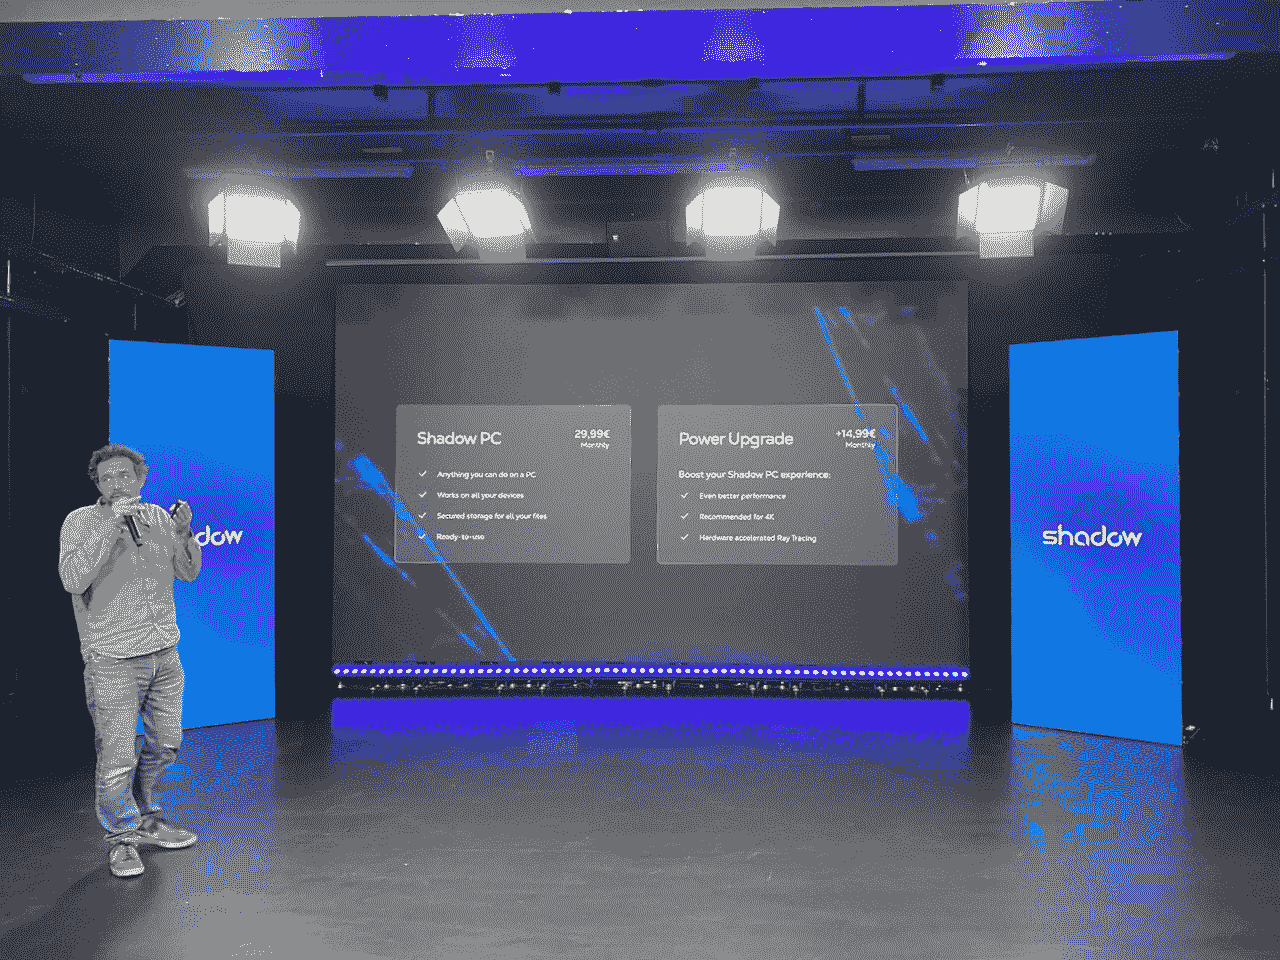 Shadow PC
29,99€
Monthly
Anything you can do on a PC
Works on all your devices
Secured storage for all your files
Ready-to-use
Power Upgrade
+14,99€
Monthly
Boost your Shadow PC experience:
Even better performance
Recommended for 4K
Hardware accelerated Ray Tracing
dow
shadow